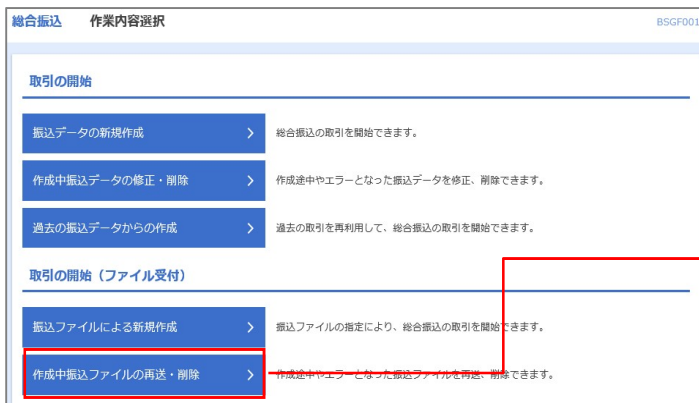 総合振込 作業内容選択 BSGF001
取引の開始
振込データの新規作成 総合振込の取引を開始できます。
作成中振込データの修正・削除 作成途中やエラーとなった振込データを修正、削除できます。
過去の振込データからの作成 過去の取引を再利用して、総合振込の取引を開始できます。
取引の開始（ファイル受付）
振込ファイルによる新規作成 振込ファイルの指定により、総合振込の取引を開始できます。
作成中振込ファイルの再送・削除 作成途中やエラーとなった振込ファイルを再送、削除できます。